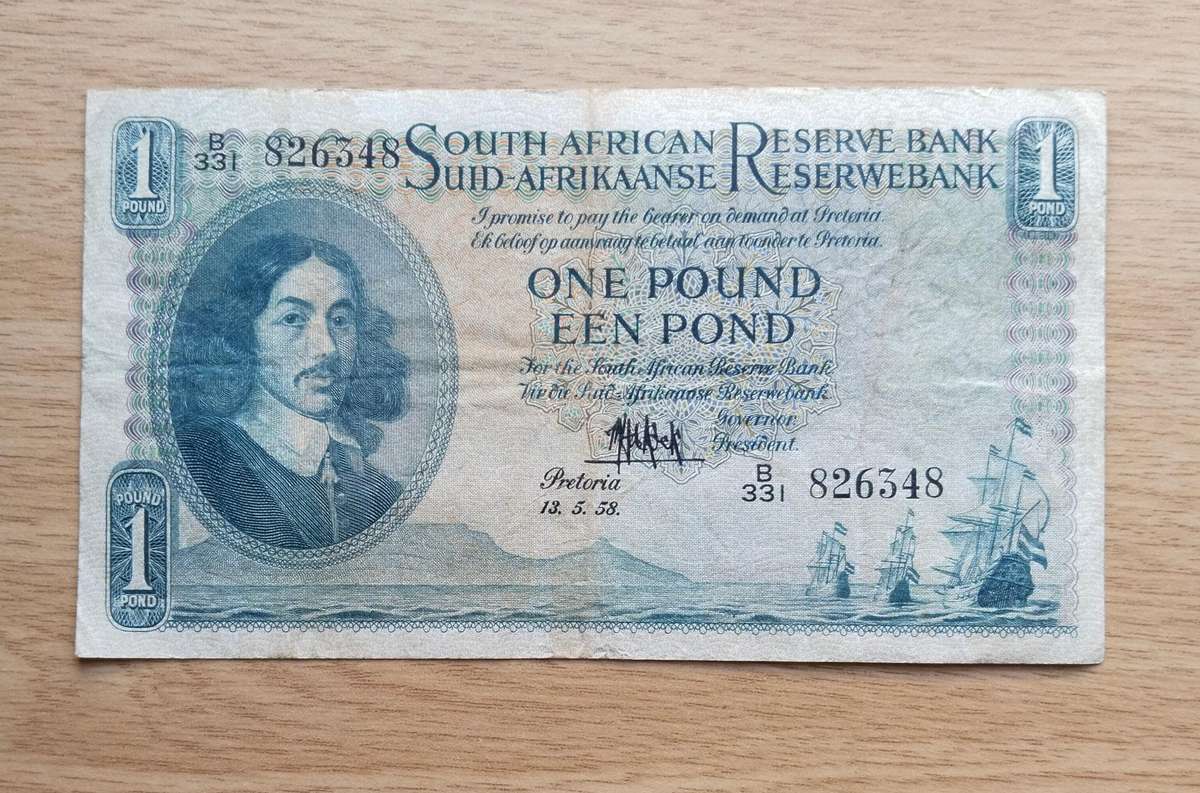 1
POUND
B
331 826348
SOUTH AFRICAN RESERVE BANK
SUID-AFRIKAANSE RESERWEBANK
1
POND
I promise to pay the bearer on demand at Pretoria.
Ek beloof op aanvraag te betaal aan toonder te Pretoria.
ONE POUND
EEN POND
For the South African Reserve Bank
Vir die Suid-Afrikaanse Reserwebank
Governor.
President.
Pretoria
13. 5. 58.
B
331 826348
POUND
1
POND